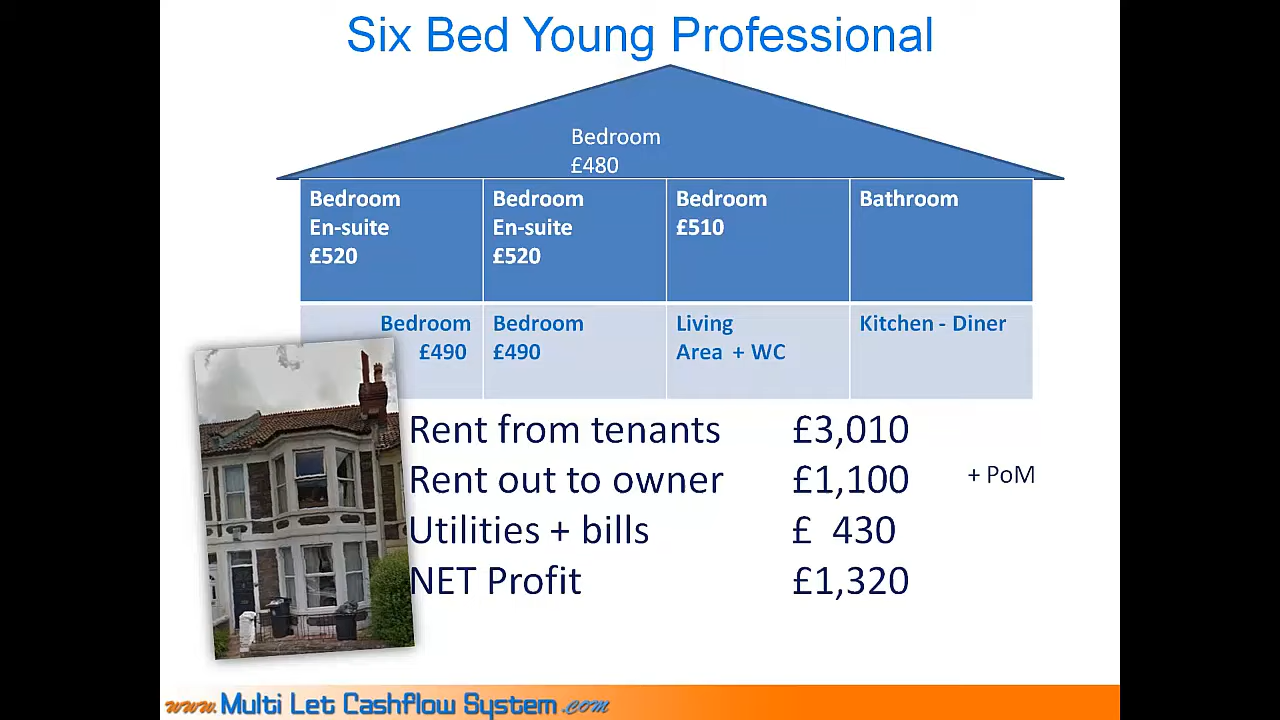 Six Bed Young Professional
Bedroom
£480
Bedroom
En-suite
£520
Bedroom
En-suite
£520
Bedroom
£510
Bathroom
Bedroom
£490
Bedroom
£490
Living
Area + WC
Kitchen - Diner
Rent from tenants £3,010
Rent out to owner £1,100 + PoM
Utilities + bills £ 430
NET Profit £1,320
www.Multi Let Cashflow System.com